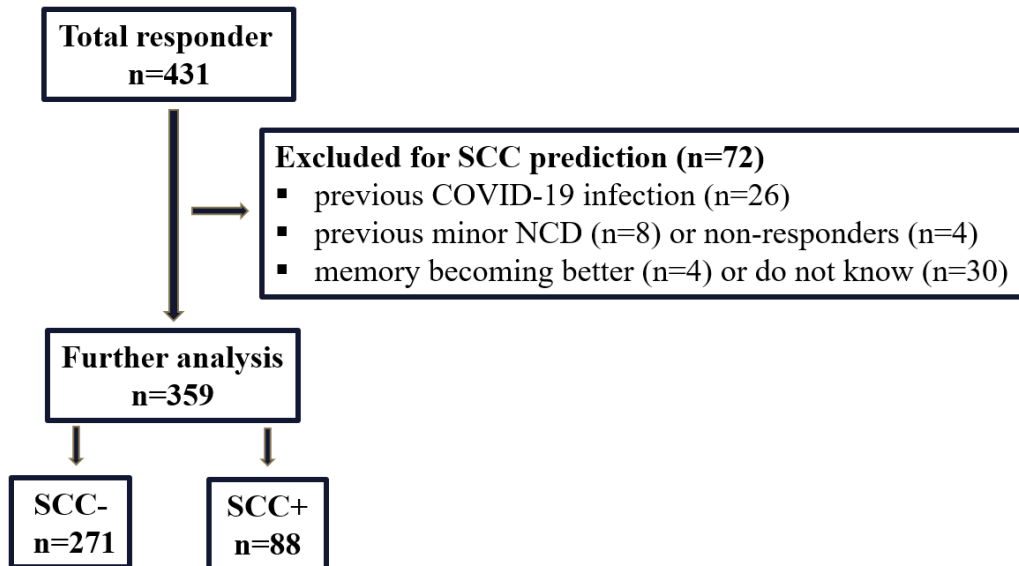 Total responder
n=431
Excluded for SCC prediction (n=72)
▪ previous COVID-19 infection (n=26)
▪ previous minor NCD (n=8) or non-responders (n=4)
▪ memory becoming better (n=4) or do not know (n=30)
Further analysis
n=359
SCC-
n=271
SCC+
n=88